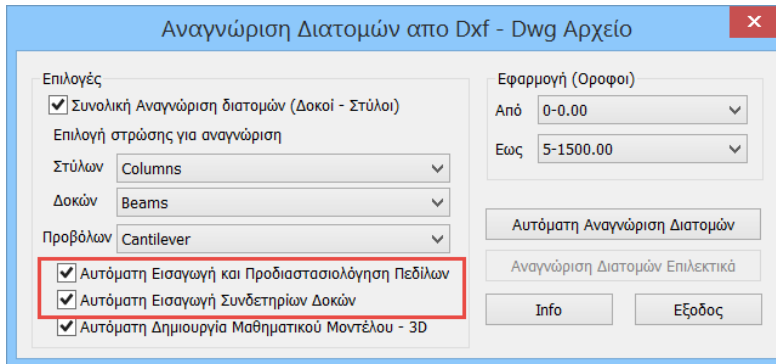 Αναγνώριση Διατομών απο Dxf - Dwg Αρχείο
Επιλογές
Συνολική Αναγνώριση διατομών (Δοκοί - Στύλοι)
Επιλογή στρώσης για αναγνώριση
Στύλων Columns
Δοκών Beams
Προβόλων Cantilever
Αυτόματη Εισαγωγή και Προδιαστασιολόγηση Πεδίλων
Αυτόματη Εισαγωγή Συνδετηρίων Δοκών
Αυτόματη Δημιουργία Μαθηματικού Μοντέλου - 3D
Εφαρμογή (Οροφοι)
Από 0-0.00
Εως 5-1500.00
Αυτόματη Αναγνώριση Διατομών
Αναγνώριση Διατομών Επιλεκτικά
Info Εξοδος